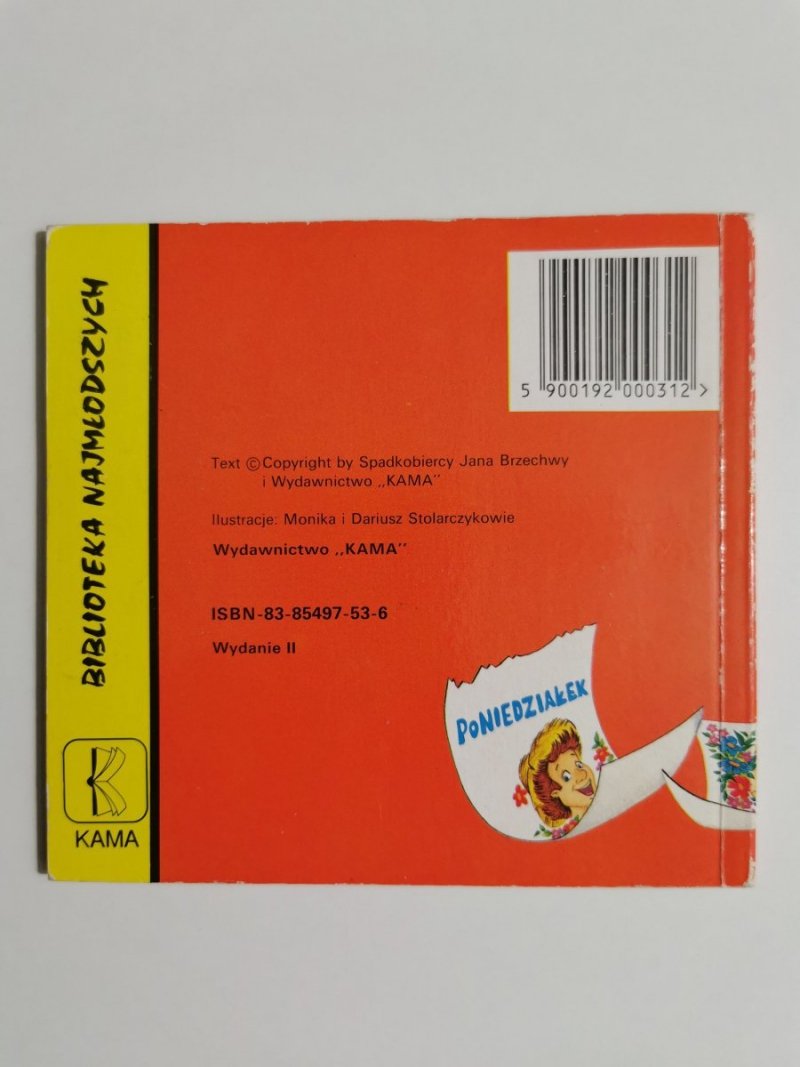 BIBLIOTEKA NAJMŁODSZYCH
KAMA
5 900192 000312 >
Text © Copyright by Spadkobiercy Jana Brzechwy
i Wydawnictwo ,,KAMA"
Ilustracje: Monika i Dariusz Stolarczykowie
Wydawnictwo ,,KAMA"
ISBN-83-85497-53-6
Wydanie II
PONIEDZIAŁEK